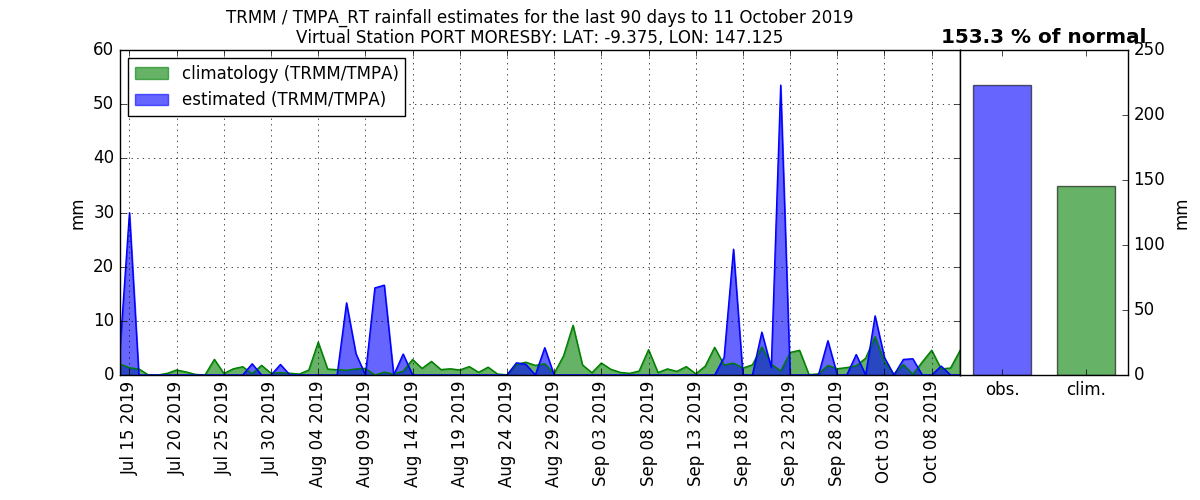 TRMM / TMPA_RT rainfall estimates for the last 90 days to 11 October 2019
Virtual Station PORT MORESBY: LAT: -9.375, LON: 147.125
153.3 % of normal
climatology (TRMM/TMPA)
estimated (TRMM/TMPA)
60
50
40
30
20
10
0
mm
Jul 15 2019
Jul 20 2019
Jul 25 2019
Jul 30 2019
Aug 04 2019
Aug 09 2019
Aug 14 2019
Aug 19 2019
Aug 24 2019
Aug 29 2019
Sep 03 2019
Sep 08 2019
Sep 13 2019
Sep 18 2019
Sep 23 2019
Sep 28 2019
Oct 03 2019
Oct 08 2019
250
200
150
100
50
0
mm
obs.
clim.